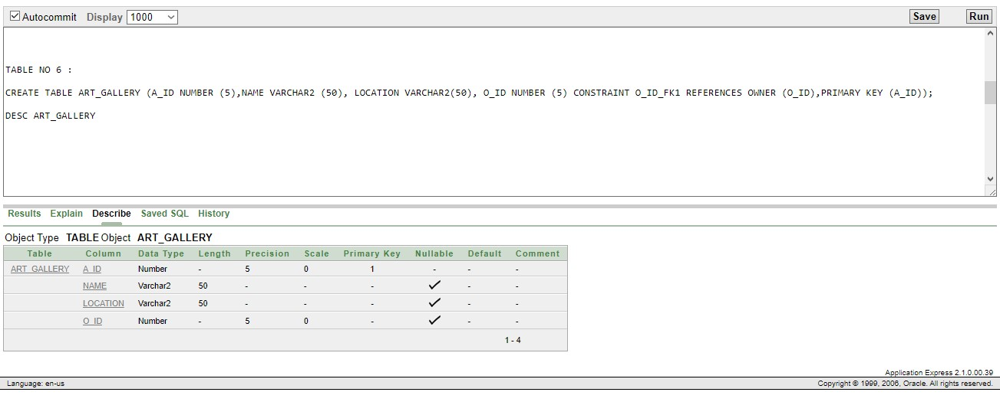 Autocommit Display 1000 Save Run
TABLE NO 6 :
CREATE TABLE ART_GALLERY (A_ID NUMBER (5),NAME VARCHAR2 (50), LOCATION VARCHAR2(50), O_ID NUMBER (5) CONSTRAINT O_ID_FK1 REFERENCES OWNER (O_ID),PRIMARY KEY (A_ID));
DESC ART_GALLERY
Results Explain Describe Saved SQL History
Object Type TABLE Object ART_GALLERY
Table Column Data Type Length Precision Scale Primary Key Nullable Default Comment
ART_GALLERY A_ID Number - 5 0 1 - - -
NAME Varchar2 50 - - - - -
LOCATION Varchar2 50 - - - - -
O_ID Number - 5 0 - - -
1 - 4
Application Express 2.1.0.00.39
Language: en-us Copyright © 1999, 2006, Oracle. All rights reserved.